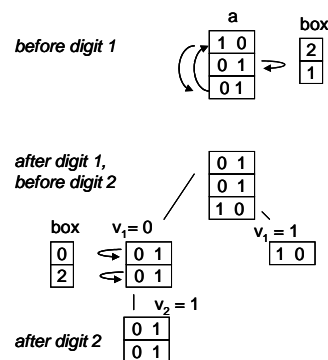 a
box
before digit 1
1 0
2
0 1
1
0 1
after digit 1,
before digit 2
0 1
0 1
1 0
box
v1= 0
v1 = 1
0
0 1
1 0
2
0 1
v2 = 1
after digit 2
0 1
0 1